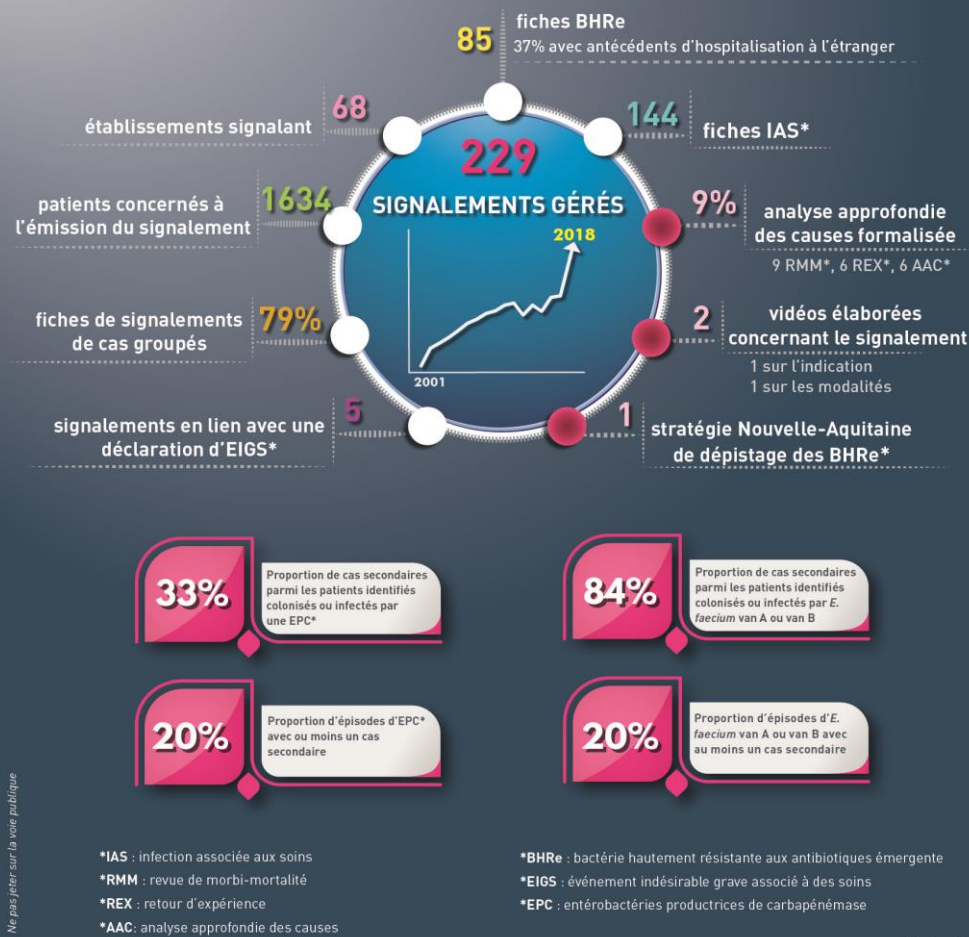 85
fiches BHRe
37% avec antécédents d'hospitalisation à l'étranger
68
établissements signalant
144
fiches IAS*
229
SIGNALEMENTS GÉRÉS
2018
2001
1634
patients concernés à
l'émission du signalement
9%
analyse approfondie
des causes formalisée
9 RMM*, 6 REX*, 6 AAC*
79%
fiches de signalements
de cas groupés
2
vidéos élaborées
concernant le signalement
1 sur l'indication
1 sur les modalités
5
signalements en lien avec une
déclaration d'EIGS*
1
stratégie Nouvelle-Aquitaine
de dépistage des BHRe*
33%
Proportion de cas secondaires
parmi les patients identifiés
colonisés ou infectés par
une EPC*
84%
Proportion de cas secondaires
parmi les patients identifiés
colonisés ou infectés par E.
faecium van A ou van B
20%
Proportion d'épisodes d'EPC*
avec ou moins un cas
secondaire
20%
Proportion d'épisodes d'E.
faecium van A ou van B avec
au moins un cas secondaire
*IAS : infection associée aux soins
*RMM : revue de morbi-mortalité
*REX : retour d'expérience
*AAC: analyse approfondie des causes
*BHRe : bactérie hautement résistante aux antibiotiques émergente
*EIGS : événement indésirable grave associé à des soins
*EPC : entérobactéries productrices de carbapénémase
Ne pas jeter sur la voie publique